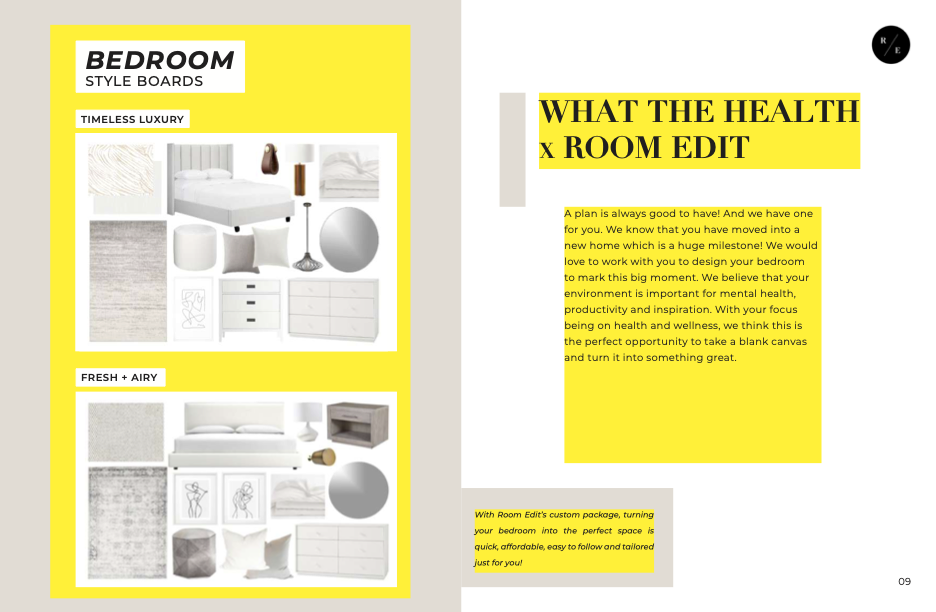 BEDROOM
STYLE BOARDS
TIMELESS LUXURY
FRESH + AIRY
R
E
WHAT THE HEALTH
x ROOM EDIT
A plan is always good to have! And we have one
for you. We know that you have moved into a
new home which is a huge milestone! We would
love to work with you to design your bedroom
to mark this big moment. We believe that your
environment is important for mental health,
productivity and inspiration. With your focus
being on health and wellness, we think this is
the perfect opportunity to take a blank canvas
and turn it into something great.
With Room Edit's custom package, turning
your bedroom into the perfect space is
quick, affordable, easy to follow and tailored
just for you!
09